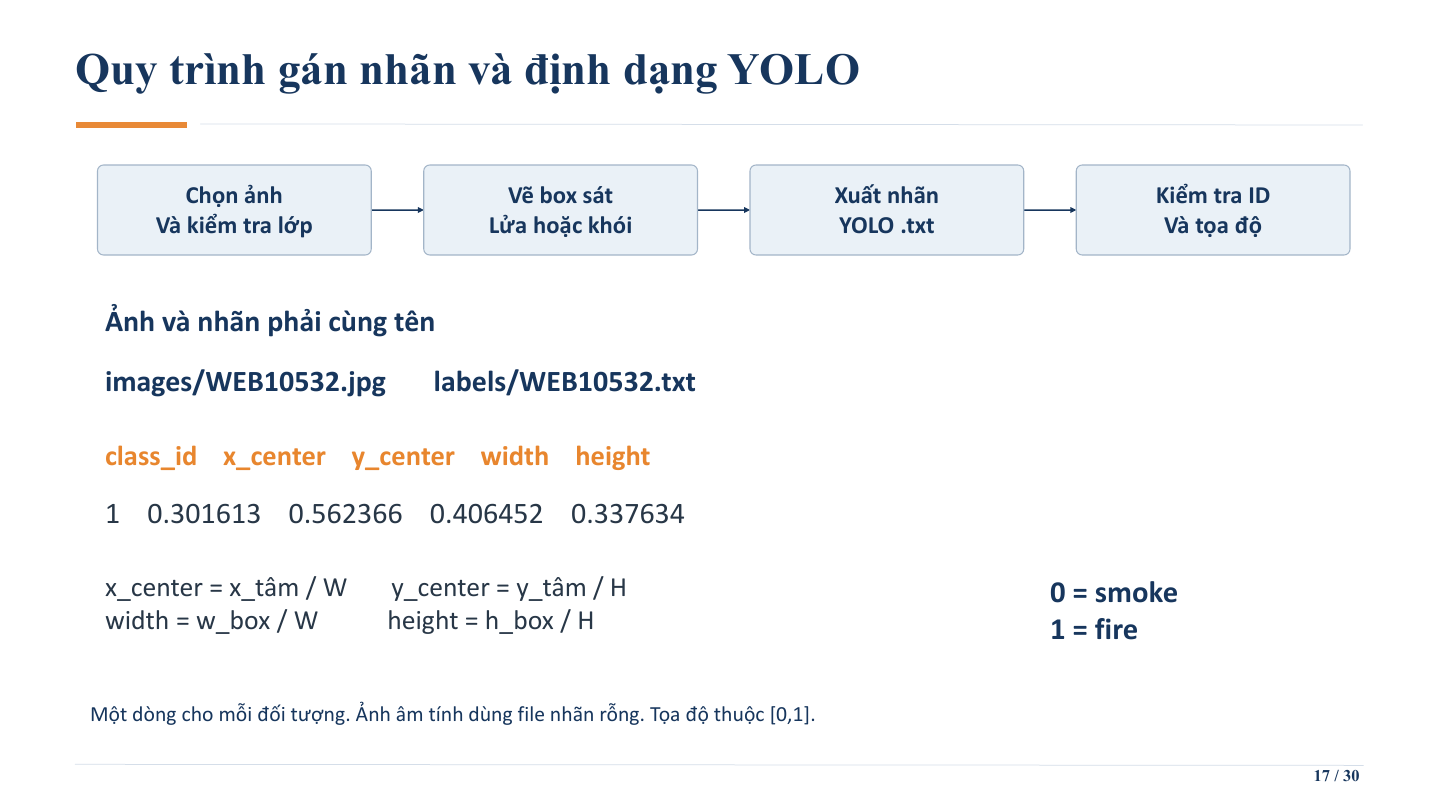 Quy trình gán nhãn và định dạng YOLO
Chọn ảnh
Và kiểm tra lớp
Vẽ box sát
Lửa hoặc khói
Xuất nhãn
YOLO .txt
Kiểm tra ID
Và tọa độ
Ảnh và nhãn phải cùng tên
images/WEB10532.jpg labels/WEB10532.txt
class_id x_center y_center width height
1 0.301613 0.562366 0.406452 0.337634
x_center = x_tâm / W y_center = y_tâm / H
width = w_box / W height = h_box / H
0 = smoke
1 = fire
Một dòng cho mỗi đối tượng. Ảnh âm tính dùng file nhãn rỗng. Tọa độ thuộc [0,1].
17 / 30